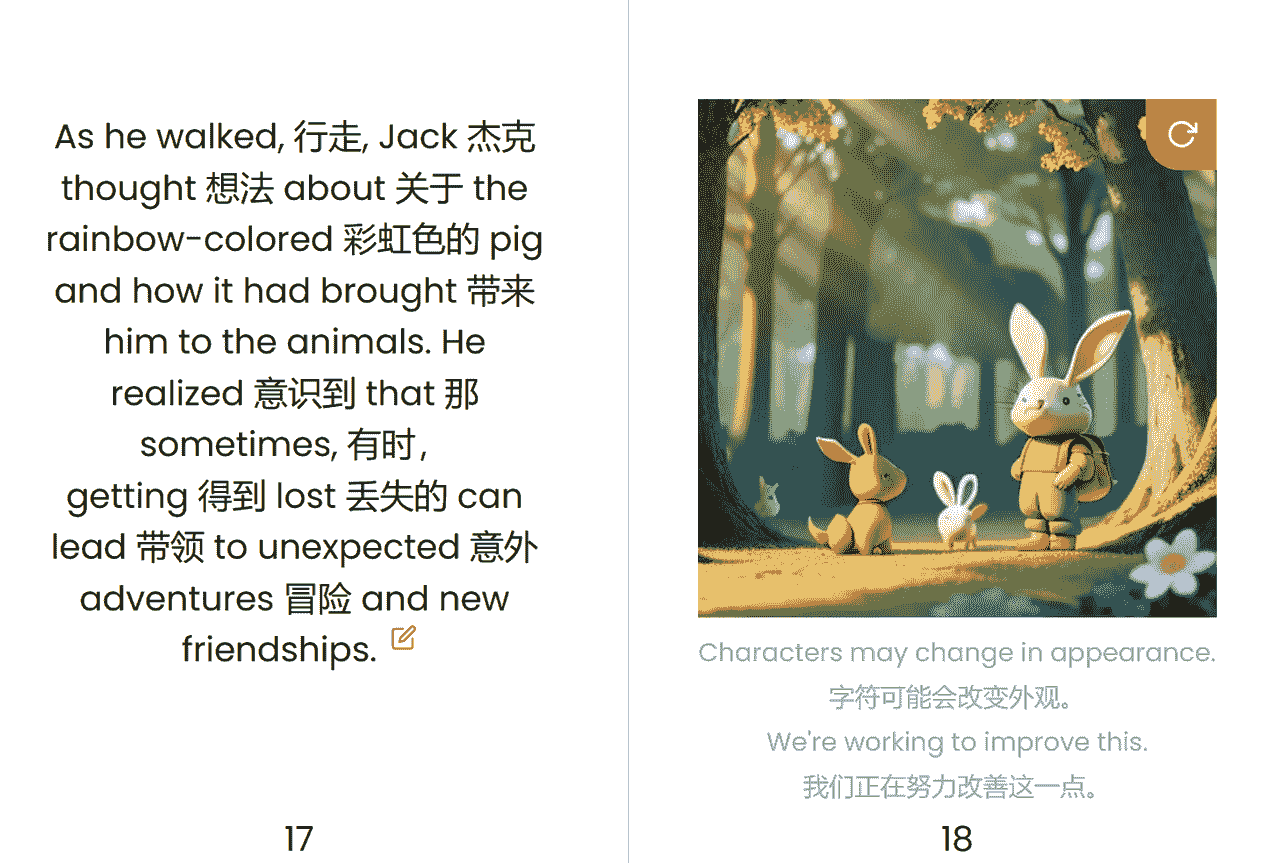 As he walked, 行走, Jack 杰克
thought 想法 about 关于 the
rainbow-colored 彩虹色的 pig
and how it had brought 带来
him to the animals. He
realized 意识到 that 那
sometimes, 有时，
getting 得到 lost 丢失的 can
lead 带领 to unexpected 意外
adventures 冒险 and new
friendships.
17
Characters may change in appearance.
字符可能会改变外观。
We're working to improve this.
我们正在努力改善这一点。
18